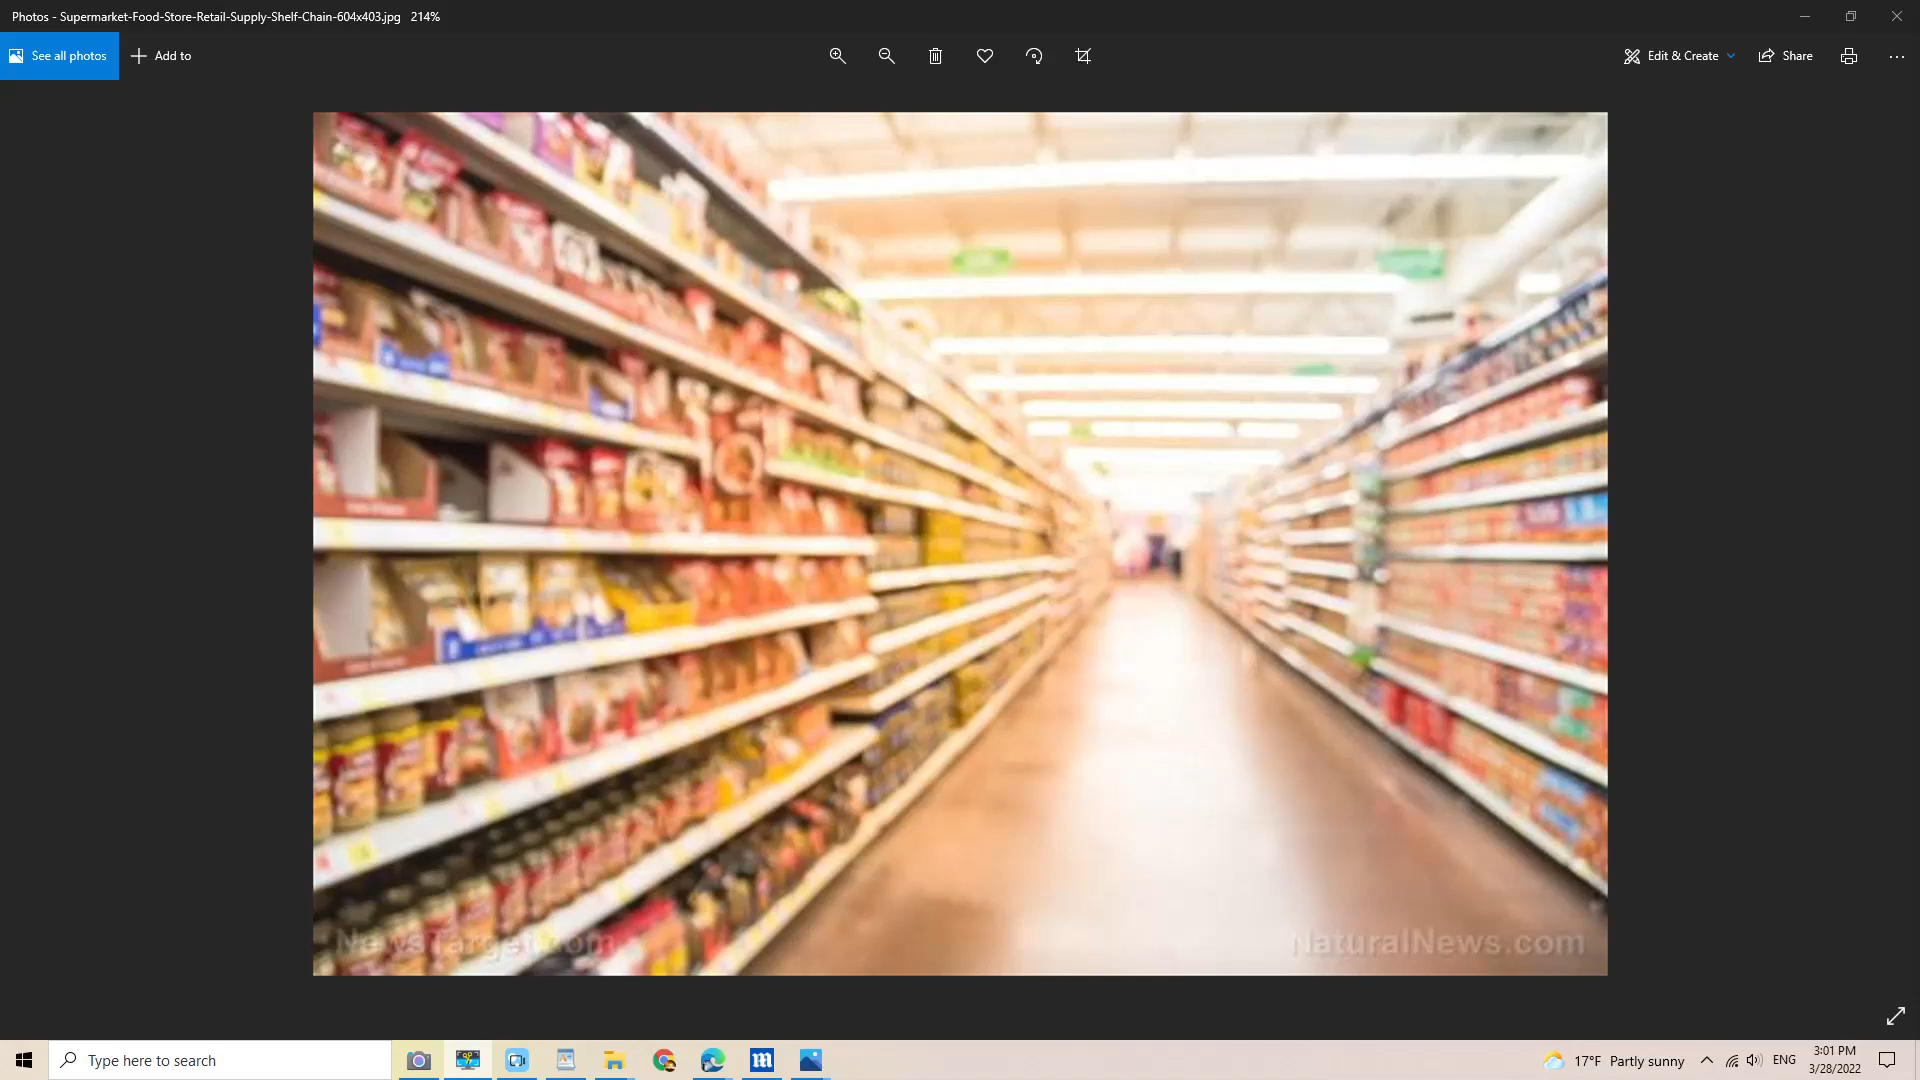 Photos - Supermarket-Food-Store-Retail-Supply-Shelf-Chain-604x403.jpg 214%
See all photos
Add to
Edit & Create
Share
NewsTarget.com
NaturalNews.com
Type here to search
17°F Partly sunny
ENG
3:01 PM
3/28/2022